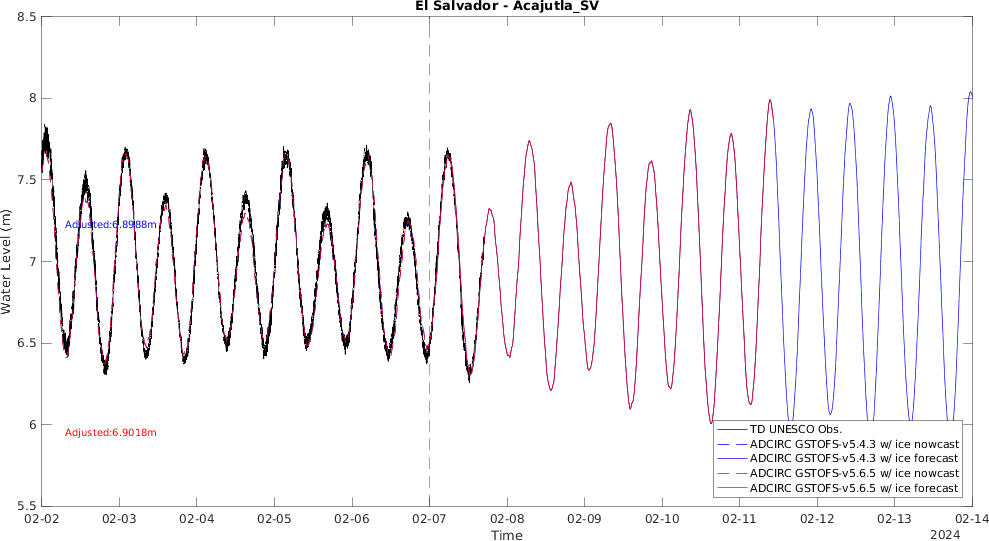 El Salvador - Acajutla_SV
8.5
8
7.5
7
6.5
6
5.5
Water Level (m)
Adjusted:6.8988m
Adjusted:6.9018m
TD UNESCO Obs.
ADCIRC GSTOFS-v5.4.3 w/ ice nowcast
ADCIRC GSTOFS-v5.4.3 w/ ice forecast
ADCIRC GSTOFS-v5.6.5 w/ ice nowcast
ADCIRC GSTOFS-v5.6.5 w/ ice forecast
02-02 02-03 02-04 02-05 02-06 02-07 02-08 02-09 02-10 02-11 02-12 02-13 02-14
Time
2024